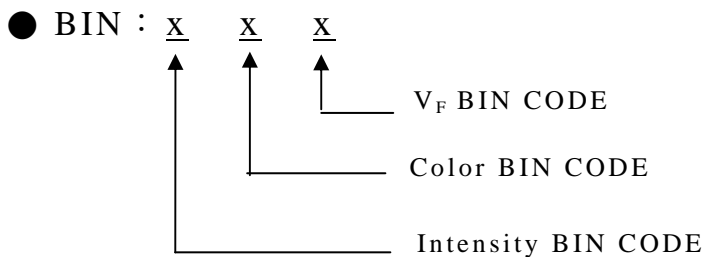 ● BIN : x x x
V_F BIN CODE
Color BIN CODE
Intensity BIN CODE